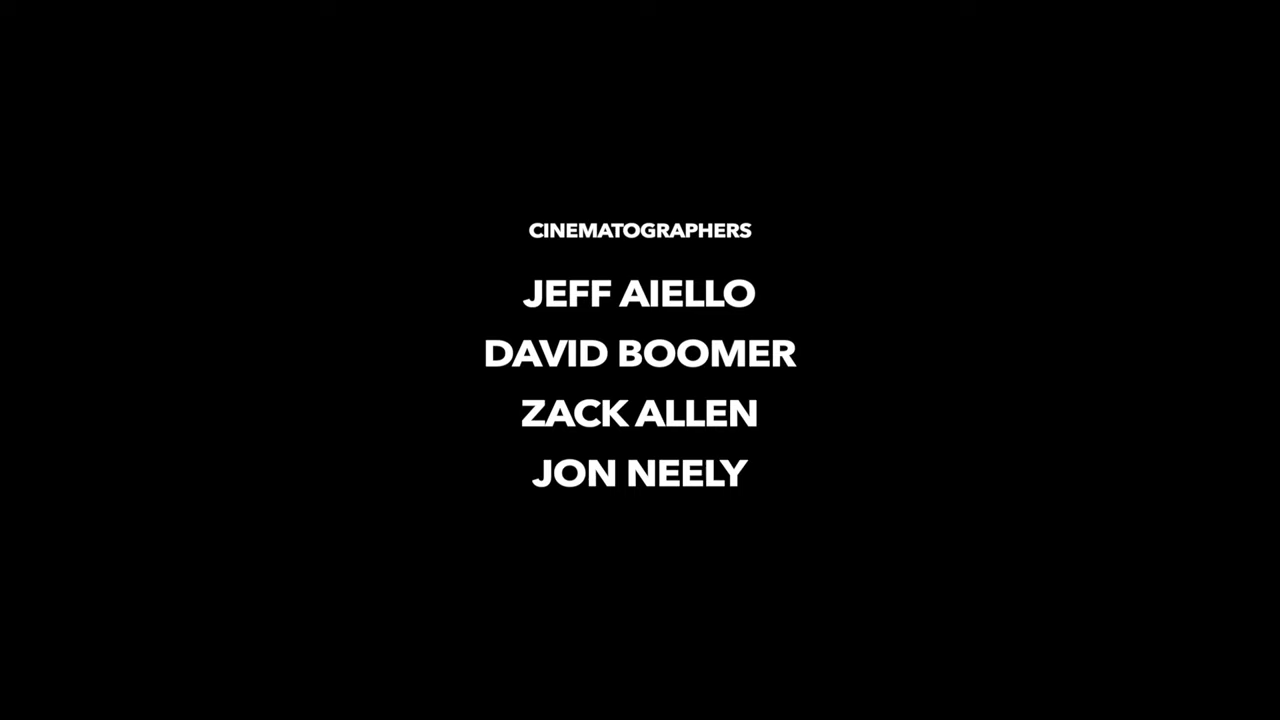 CINEMATOGRAPHERS
JEFF AIELLO
DAVID BOOMER
ZACK ALLEN
JON NEELY